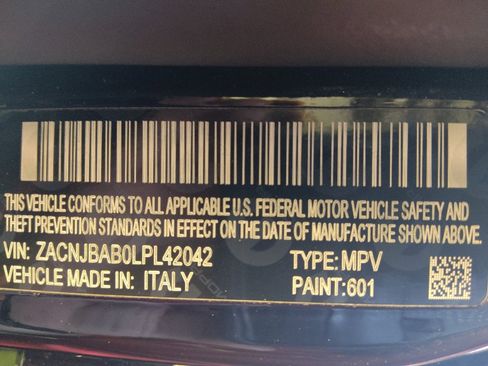 THIS VEHICLE CONFORMS TO ALL APPLICABLE U.S. FEDERAL MOTOR VEHICLE SAFETY AND
THEFT PREVENTION STANDARDS IN EFFECT ON THE DATE OF MANUFACTURE SHOWN ABOVE.
VIN: ZACNJBAB0LPL42042 TYPE:MPV
VEHICLE MADE IN: ITALY PAINT:601